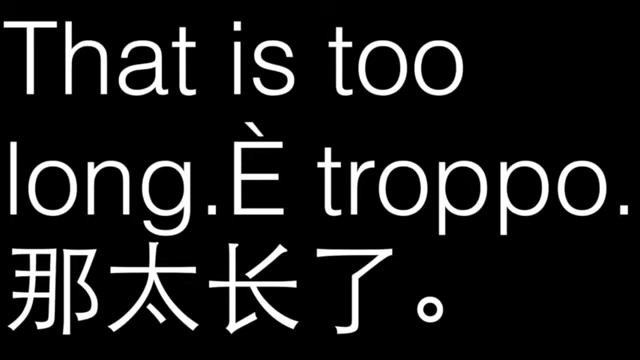 That is too
long.È troppo.
那太长了。